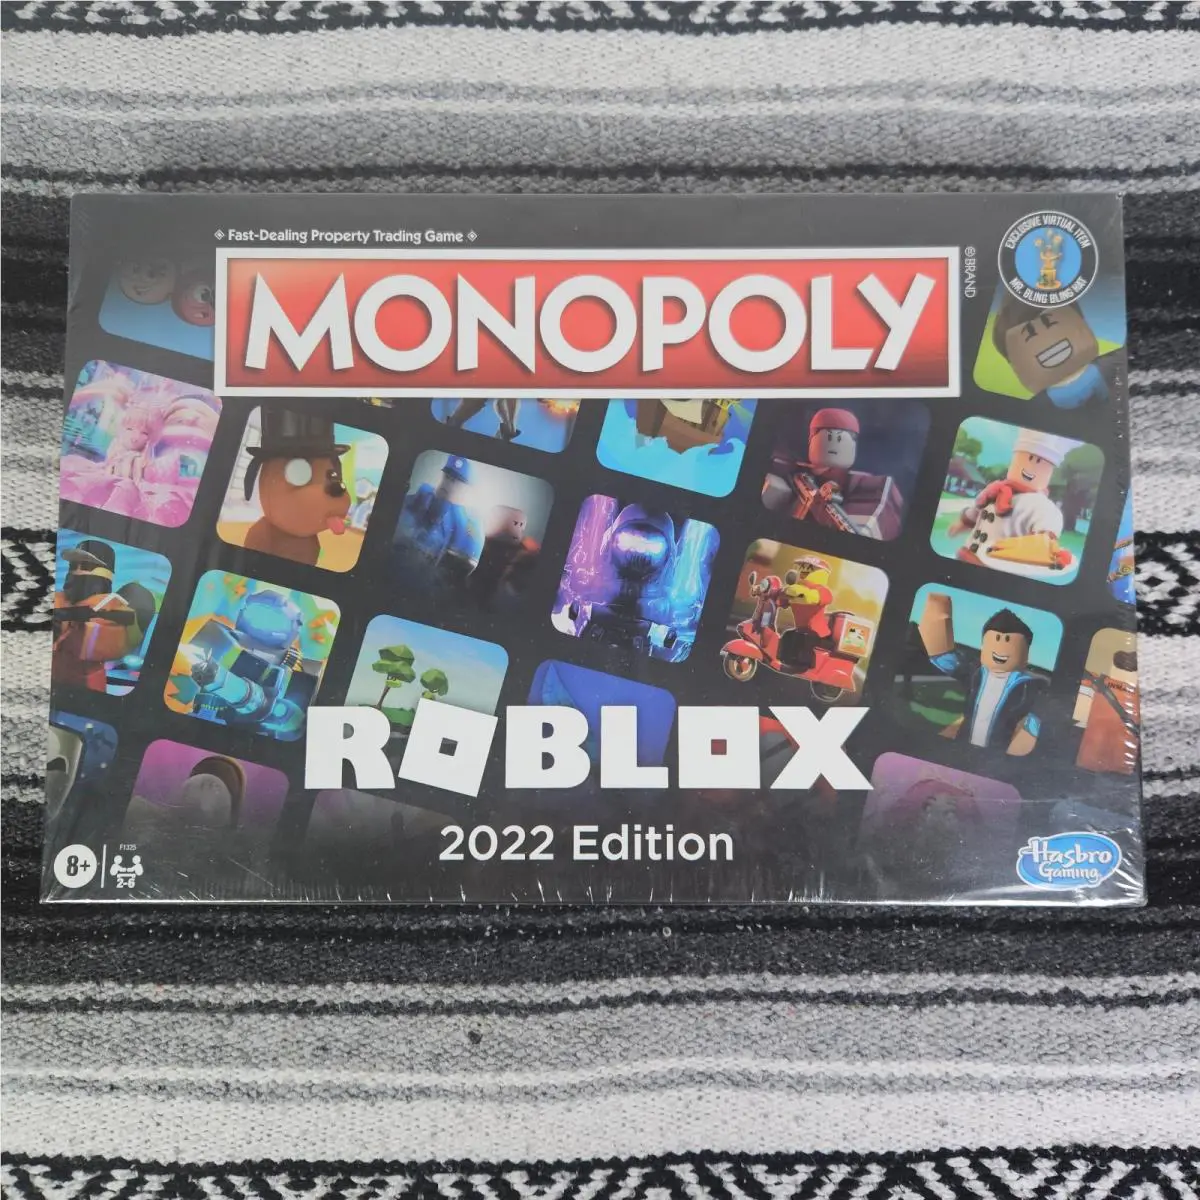 ◈ Fast-Dealing Property Trading Game ◈
MONOPOLY
®BRAND
EXCLUSIVE VIRTUAL ITEM
MR. BLING BLING HAT
ROBLOX
2022 Edition
8+
F1325
2-6
Hasbro
Gaming